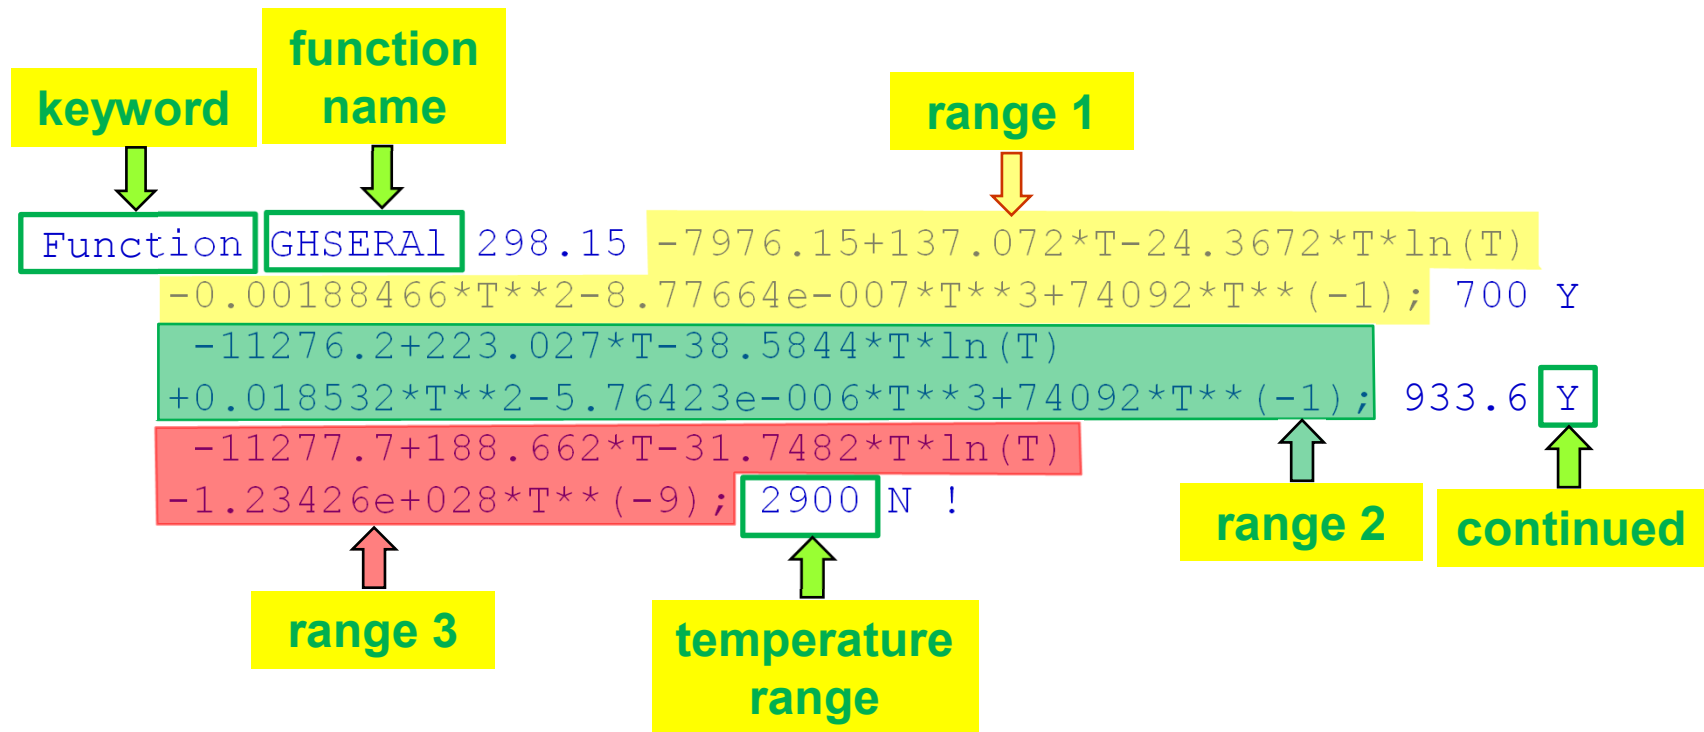 function
name
keyword
range 1
Function GHSERAl 298.15 -7976.15+137.072*T-24.3672*T*ln(T)
-0.00188466*T**2-8.77664e-007*T**3+74092*T**(-1); 700 Y
-11276.2+223.027*T-38.5844*T*ln(T)
+0.018532*T**2-5.76423e-006*T**3+74092*T**(-1); 933.6 Y
-11277.7+188.662*T-31.7482*T*ln(T)
-1.23426e+028*T**(-9); 2900 N !
range 2
continued
range 3
temperature
range